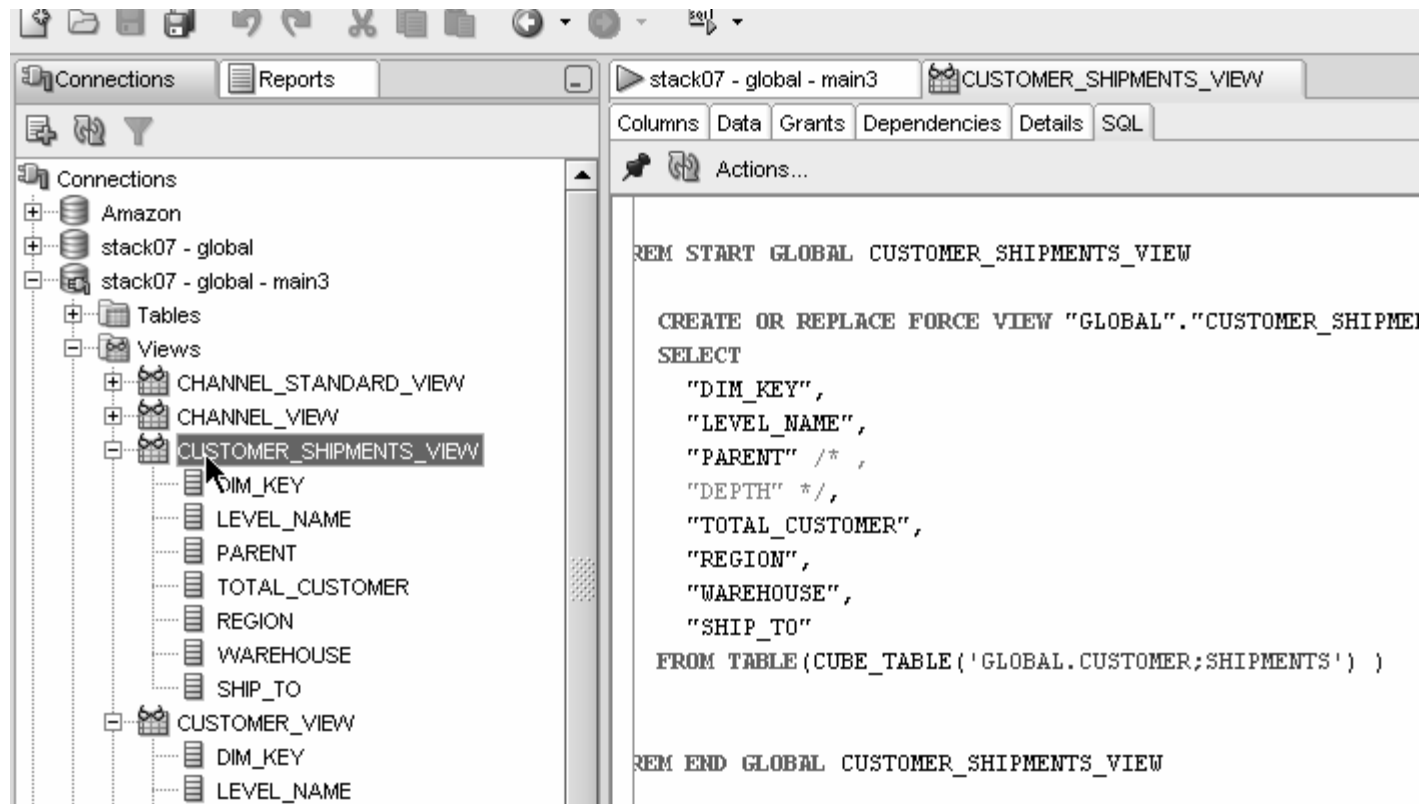 Connections Reports
Connections
Amazon
stack07 - global
stack07 - global - main3
Tables
Views
CHANNEL_STANDARD_VIEW
CHANNEL_VIEW
CUSTOMER_SHIPMENTS_VIEW
DIM_KEY
LEVEL_NAME
PARENT
TOTAL_CUSTOMER
REGION
WAREHOUSE
SHIP_TO
CUSTOMER_VIEW
DIM_KEY
LEVEL_NAME
stack07 - global - main3 CUSTOMER_SHIPMENTS_VIEW
Columns Data Grants Dependencies Details SQL
Actions...
REM START GLOBAL CUSTOMER_SHIPMENTS_VIEW
CREATE OR REPLACE FORCE VIEW "GLOBAL"."CUSTOMER_SHIPME
SELECT
"DIM_KEY",
"LEVEL_NAME",
"PARENT" /* ,
"DEPTH" */,
"TOTAL_CUSTOMER",
"REGION",
"WAREHOUSE",
"SHIP_TO"
FROM TABLE(CUBE_TABLE('GLOBAL.CUSTOMER;SHIPMENTS') )
REM END GLOBAL CUSTOMER_SHIPMENTS_VIEW